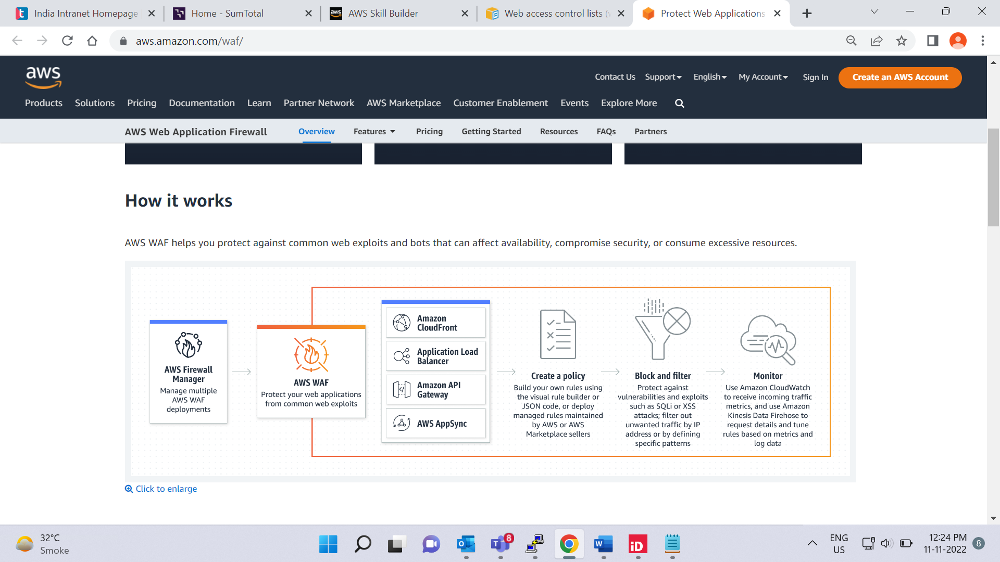 India Intranet Homepage
Home - SumTotal
AWS Skill Builder
Web access control lists (
Protect Web Applications
aws.amazon.com/waf/
aws
Contact Us Support English My Account Sign In Create an AWS Account
Products Solutions Pricing Documentation Learn Partner Network AWS Marketplace Customer Enablement Events Explore More
AWS Web Application Firewall Overview Features Pricing Getting Started Resources FAQs Partners
How it works
AWS WAF helps you protect against common web exploits and bots that can affect availability, compromise security, or consume excessive resources.
AWS Firewall
Manager
Manage multiple
AWS WAF
deployments
AWS WAF
Protect your web applications
from common web exploits
Amazon
CloudFront
Application Load
Balancer
Amazon API
Gateway
AWS AppSync
Create a policy
Build your own rules using
the visual rule builder or
JSON code, or deploy
managed rules maintained
by AWS or AWS
Marketplace sellers
Block and filter
Protect against
vulnerabilities and exploits
such as SQLi or XSS
attacks; filter out
unwanted traffic by IP
address or by defining
specific patterns
Monitor
Use Amazon CloudWatch
to receive incoming traffic
metrics, and use Amazon
Kinesis Data Firehose to
request details and tune
rules based on metrics and
log data
Click to enlarge
32°C
Smoke
8
ENG
US
12:24 PM
11-11-2022
8